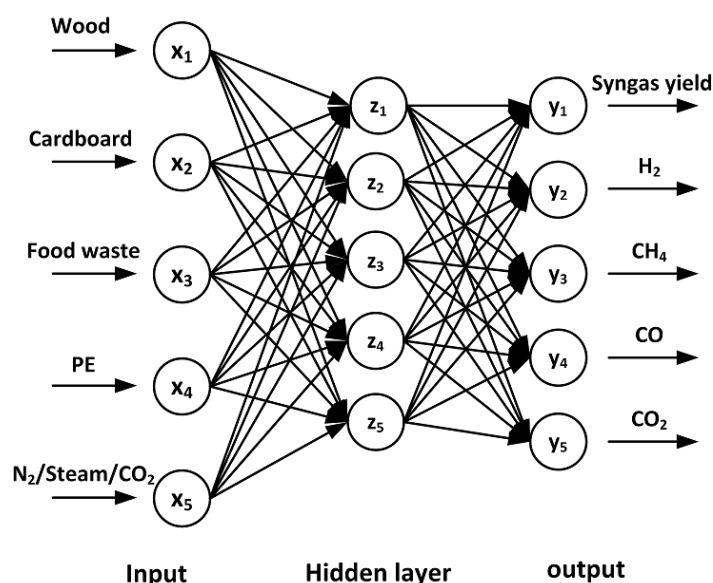 Wood
x₁
Cardboard
x₂
Food waste
x₃
PE
x₄
N₂/Steam/CO₂
x₅
z₁
z₂
z₃
z₄
z₅
y₁
Syngas yield
y₂
H₂
y₃
CH₄
y₄
CO
y₅
CO₂
Input
Hidden layer
output